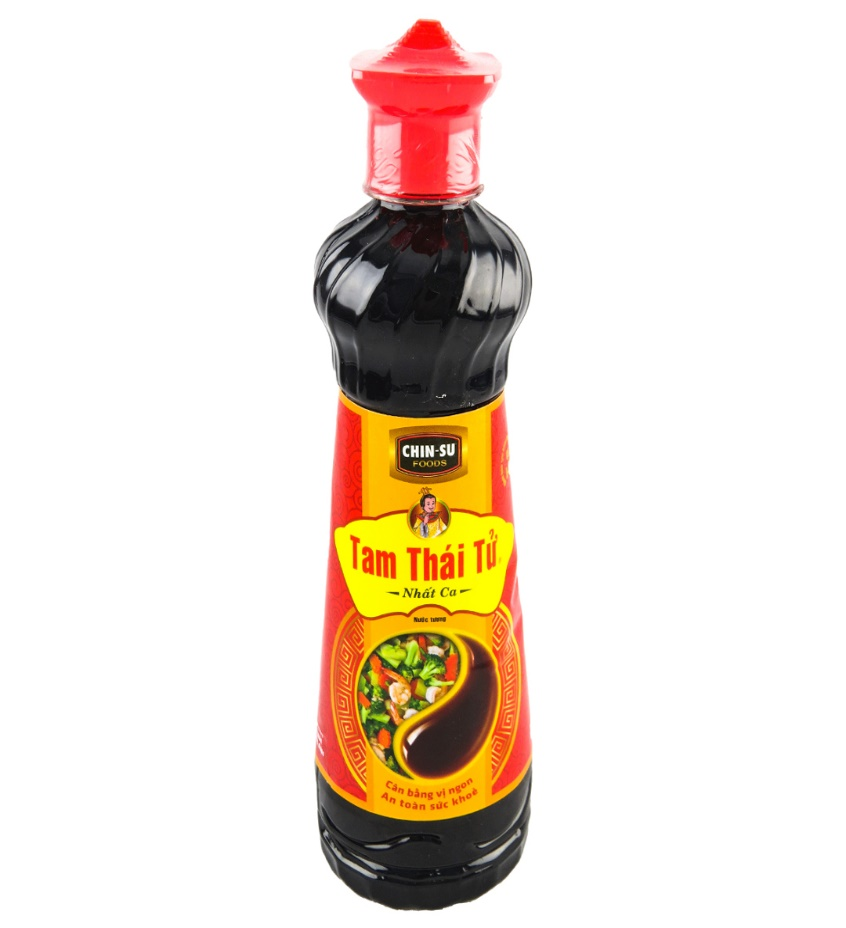 CHIN-SU
FOODS
Tam Thái Tử
Nhất Ca
Nước tương
Cân bằng vị ngon
An toàn sức khoẻ